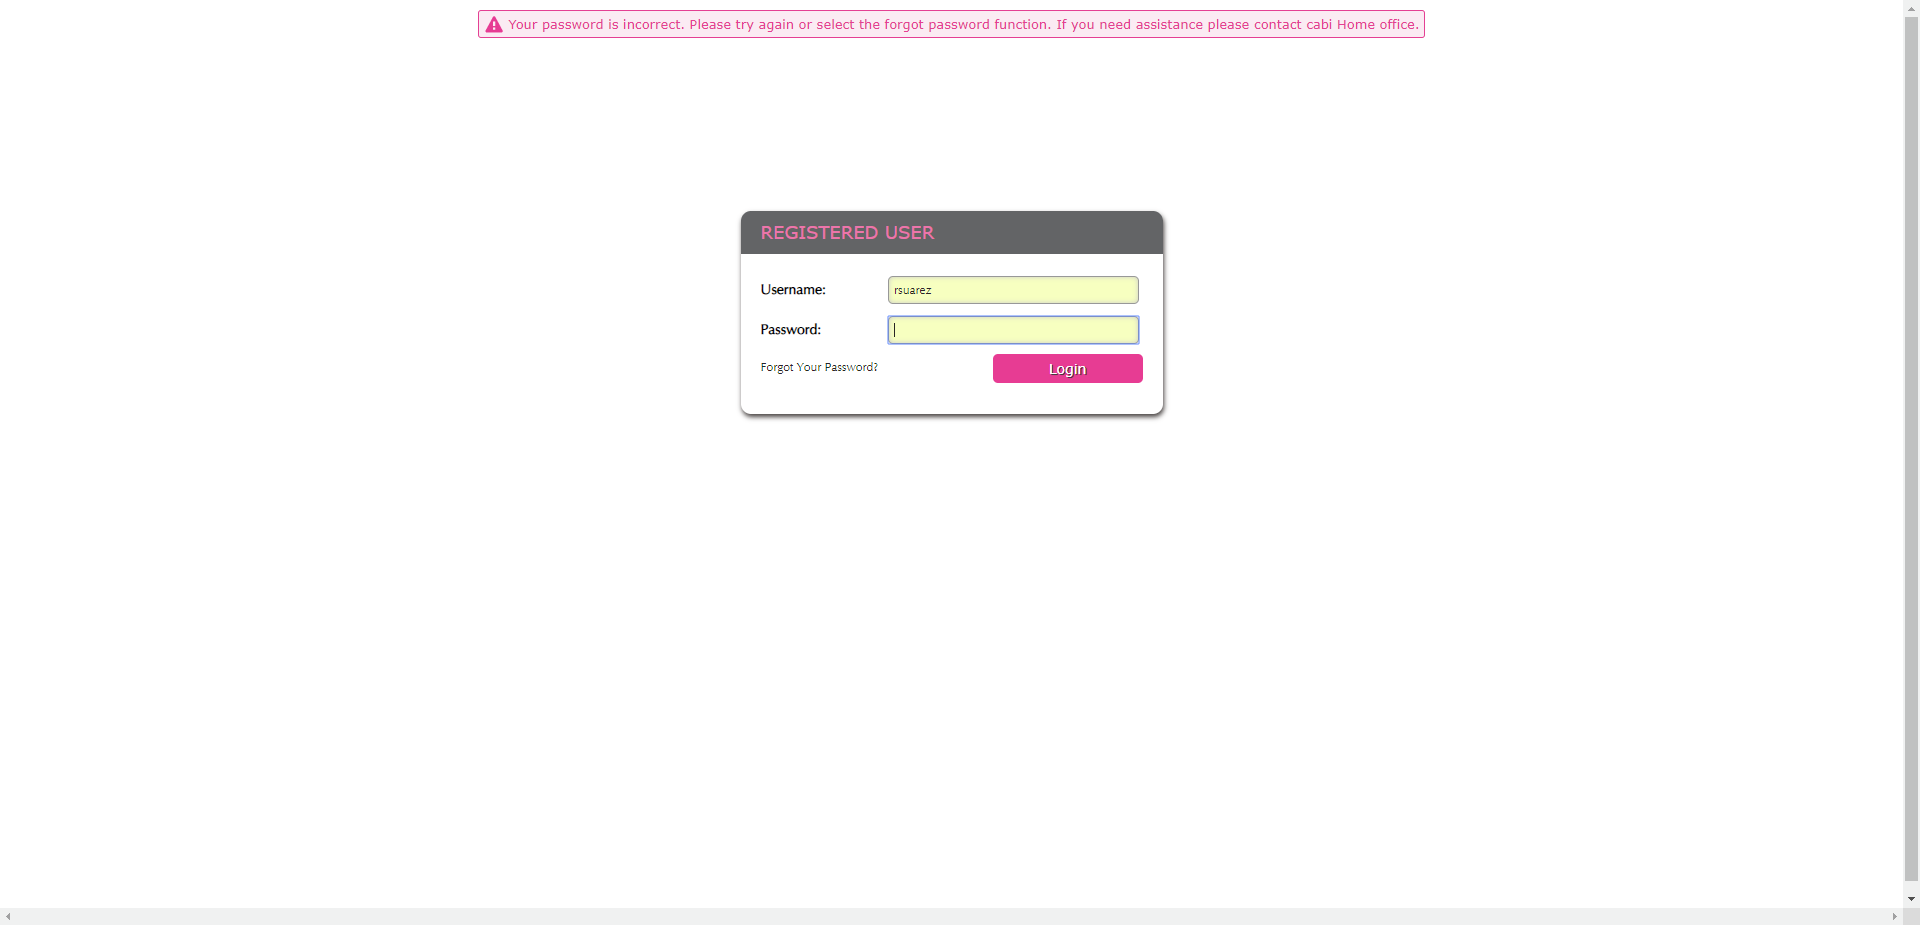 Your password is incorrect. Please try again or select the forgot password function. If you need assistance please contact cabi Home office.
REGISTERED USER
Username: rsuarez
Password:
Forgot Your Password? Login